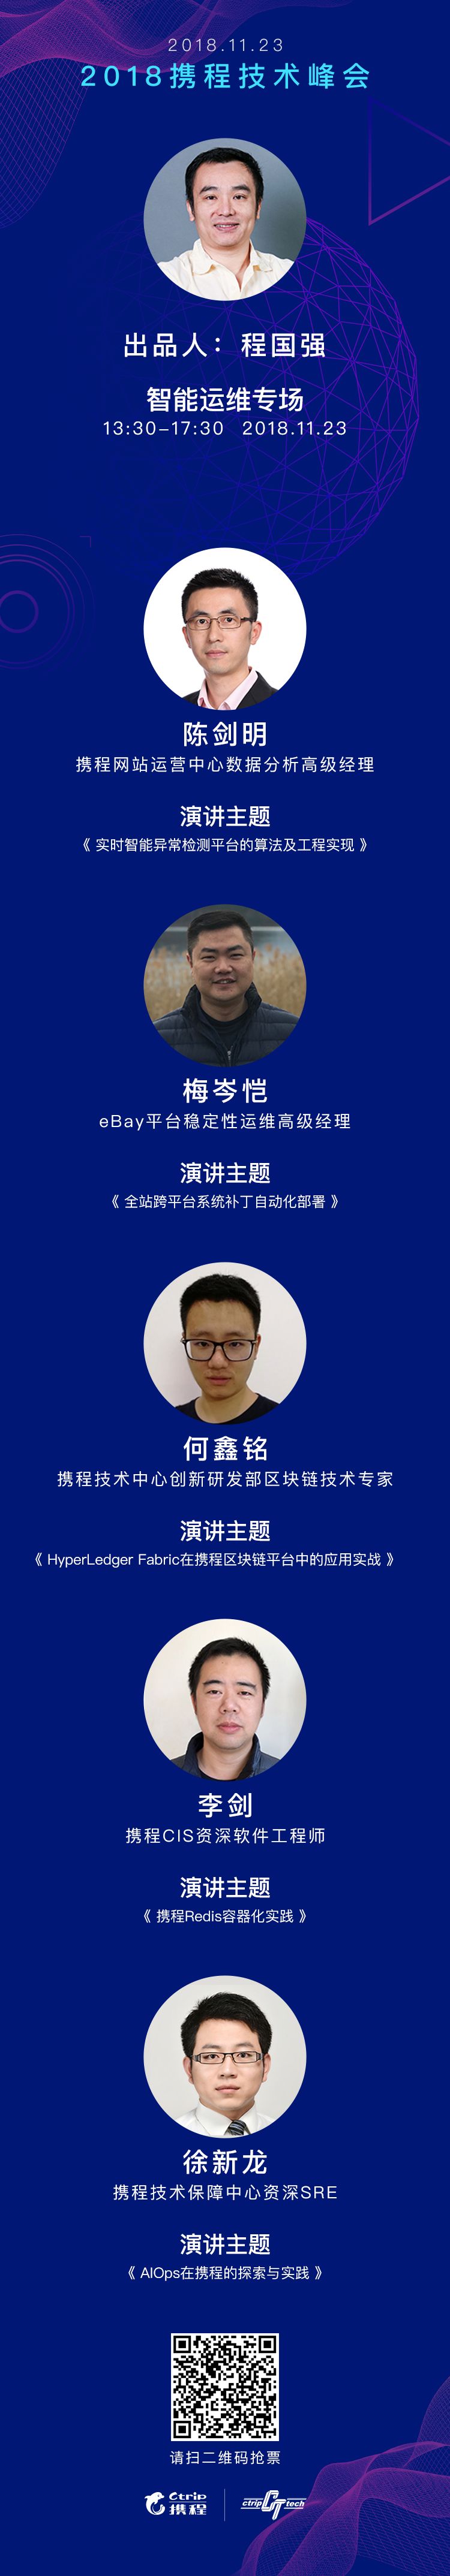 2018.11.23
2018携程技术峰会
出品人：程国强
智能运维专场
13:30-17:30 2018.11.23
陈剑明
携程网站运营中心数据分析高级经理
演讲主题
《 实时智能异常检测平台的算法及工程实现 》
梅岑恺
eBay平台稳定性运维高级经理
演讲主题
《 全站跨平台系统补丁自动化部署 》
何鑫铭
携程技术中心创新研发部区块链技术专家
演讲主题
《 HyperLedger Fabric在携程区块链平台中的应用实战 》
李剑
携程CIS资深软件工程师
演讲主题
《 携程Redis容器化实践 》
徐新龙
携程技术保障中心资深SRE
演讲主题
《 AIOps在携程的探索与实践 》
请扫二维码抢票
Ctrip
携程
ctrip CT tech